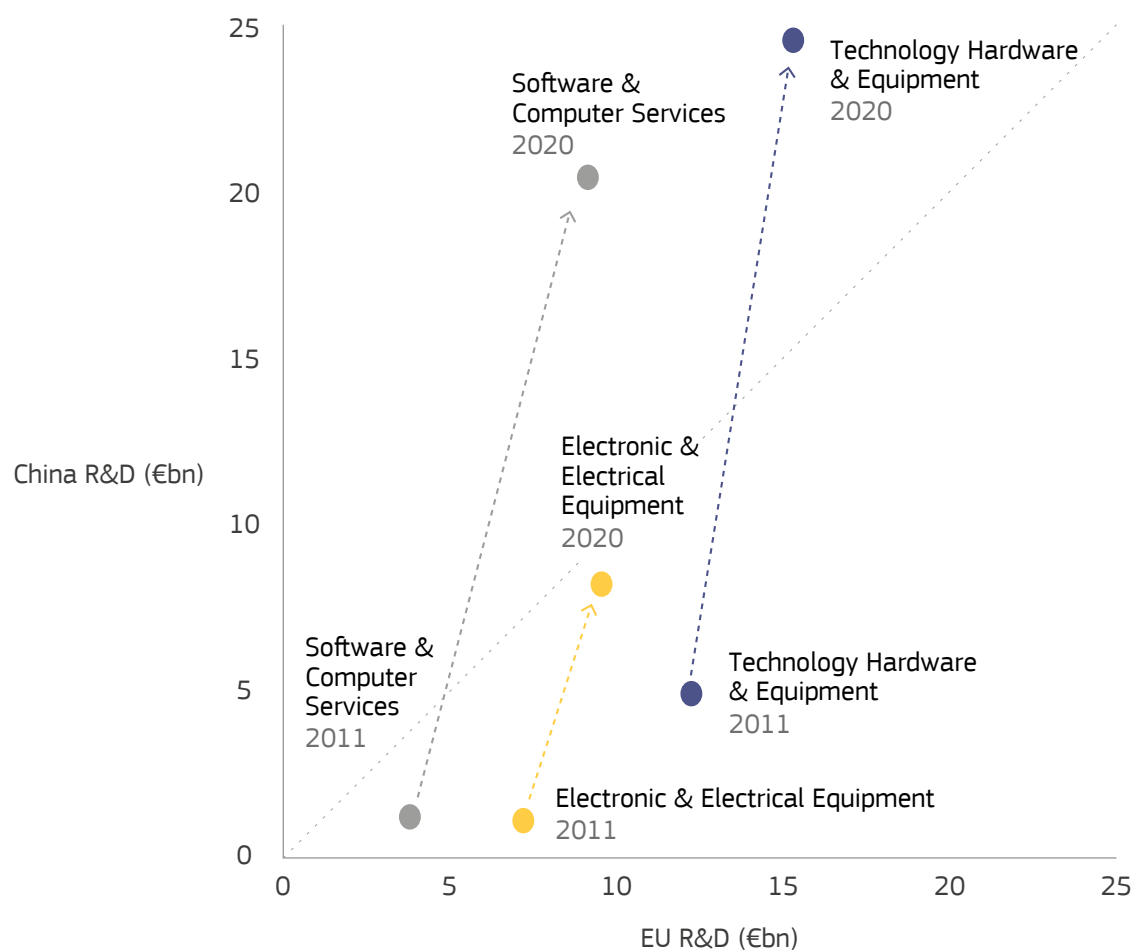 25
20
15
10
5
0
China R&D (€bn)
Software &
Computer Services
2020
Technology Hardware
& Equipment
2020
Electronic &
Electrical
Equipment
2020
Software &
Computer
Services
2011
Technology Hardware
& Equipment
2011
Electronic & Electrical Equipment
2011
0 5 10 15 20 25
EU R&D (€bn)